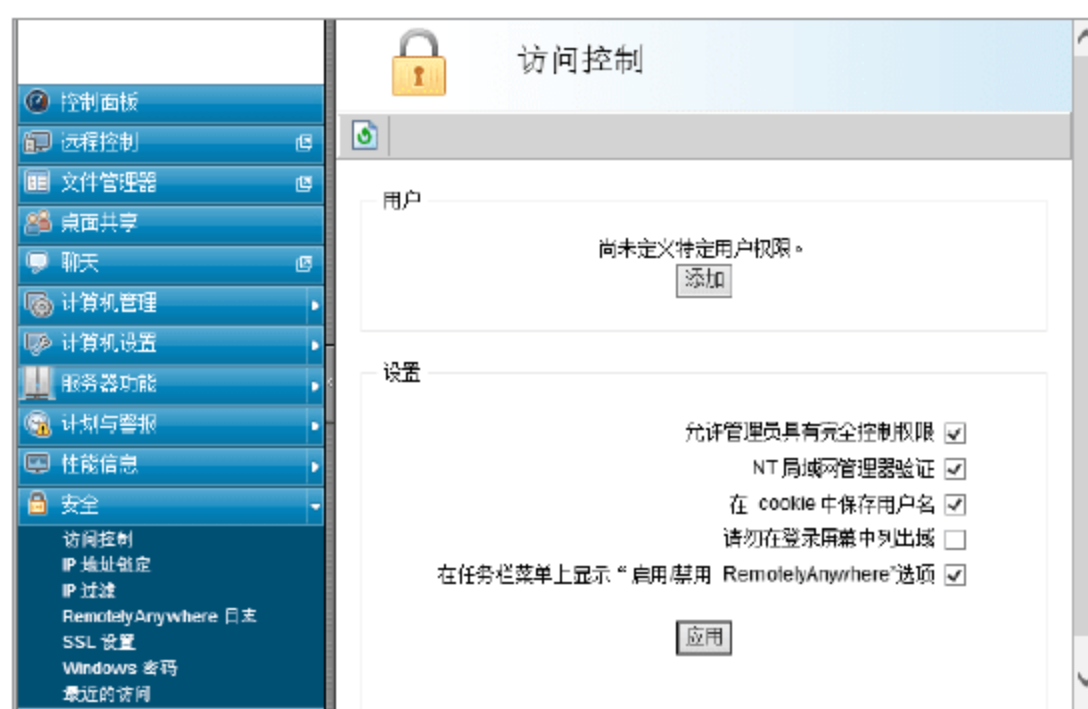 控制面板
远程控制
文件管理器
桌面共享
聊天
计算机管理
计算机设置
服务器功能
计划与警报
性能信息
安全
访问控制
IP 地址锁定
IP 过滤
RemotelyAnywhere 日志
SSL 设置
Windows 密码
最近的访问
访问控制
用户
尚未定义特定用户权限。
添加
设置
允许管理员具有完全控制权限
NT 局域网管理器验证
在 cookie 中保存用户名
请勿在登录屏幕中列出域
在任务栏菜单上显示“启用/禁用 RemotelyAnywhere”选项
应用